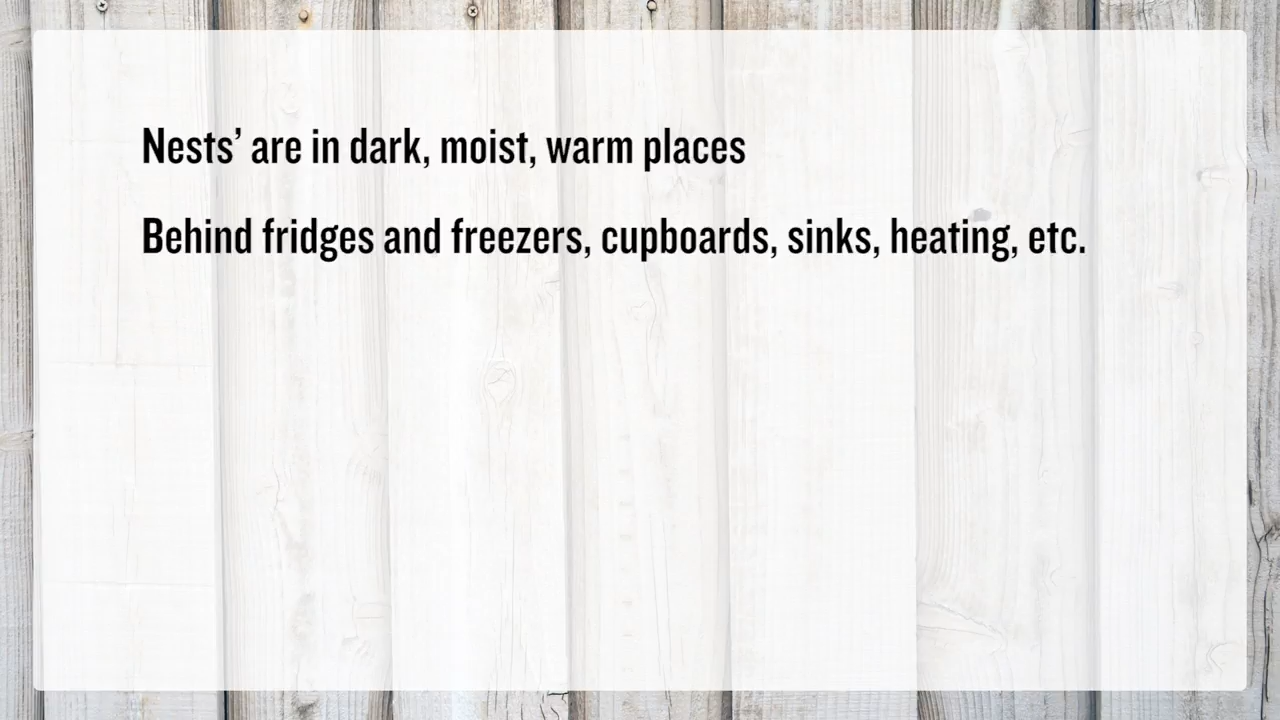 Nests’ are in dark, moist, warm places
Behind fridges and freezers, cupboards, sinks, heating, etc.